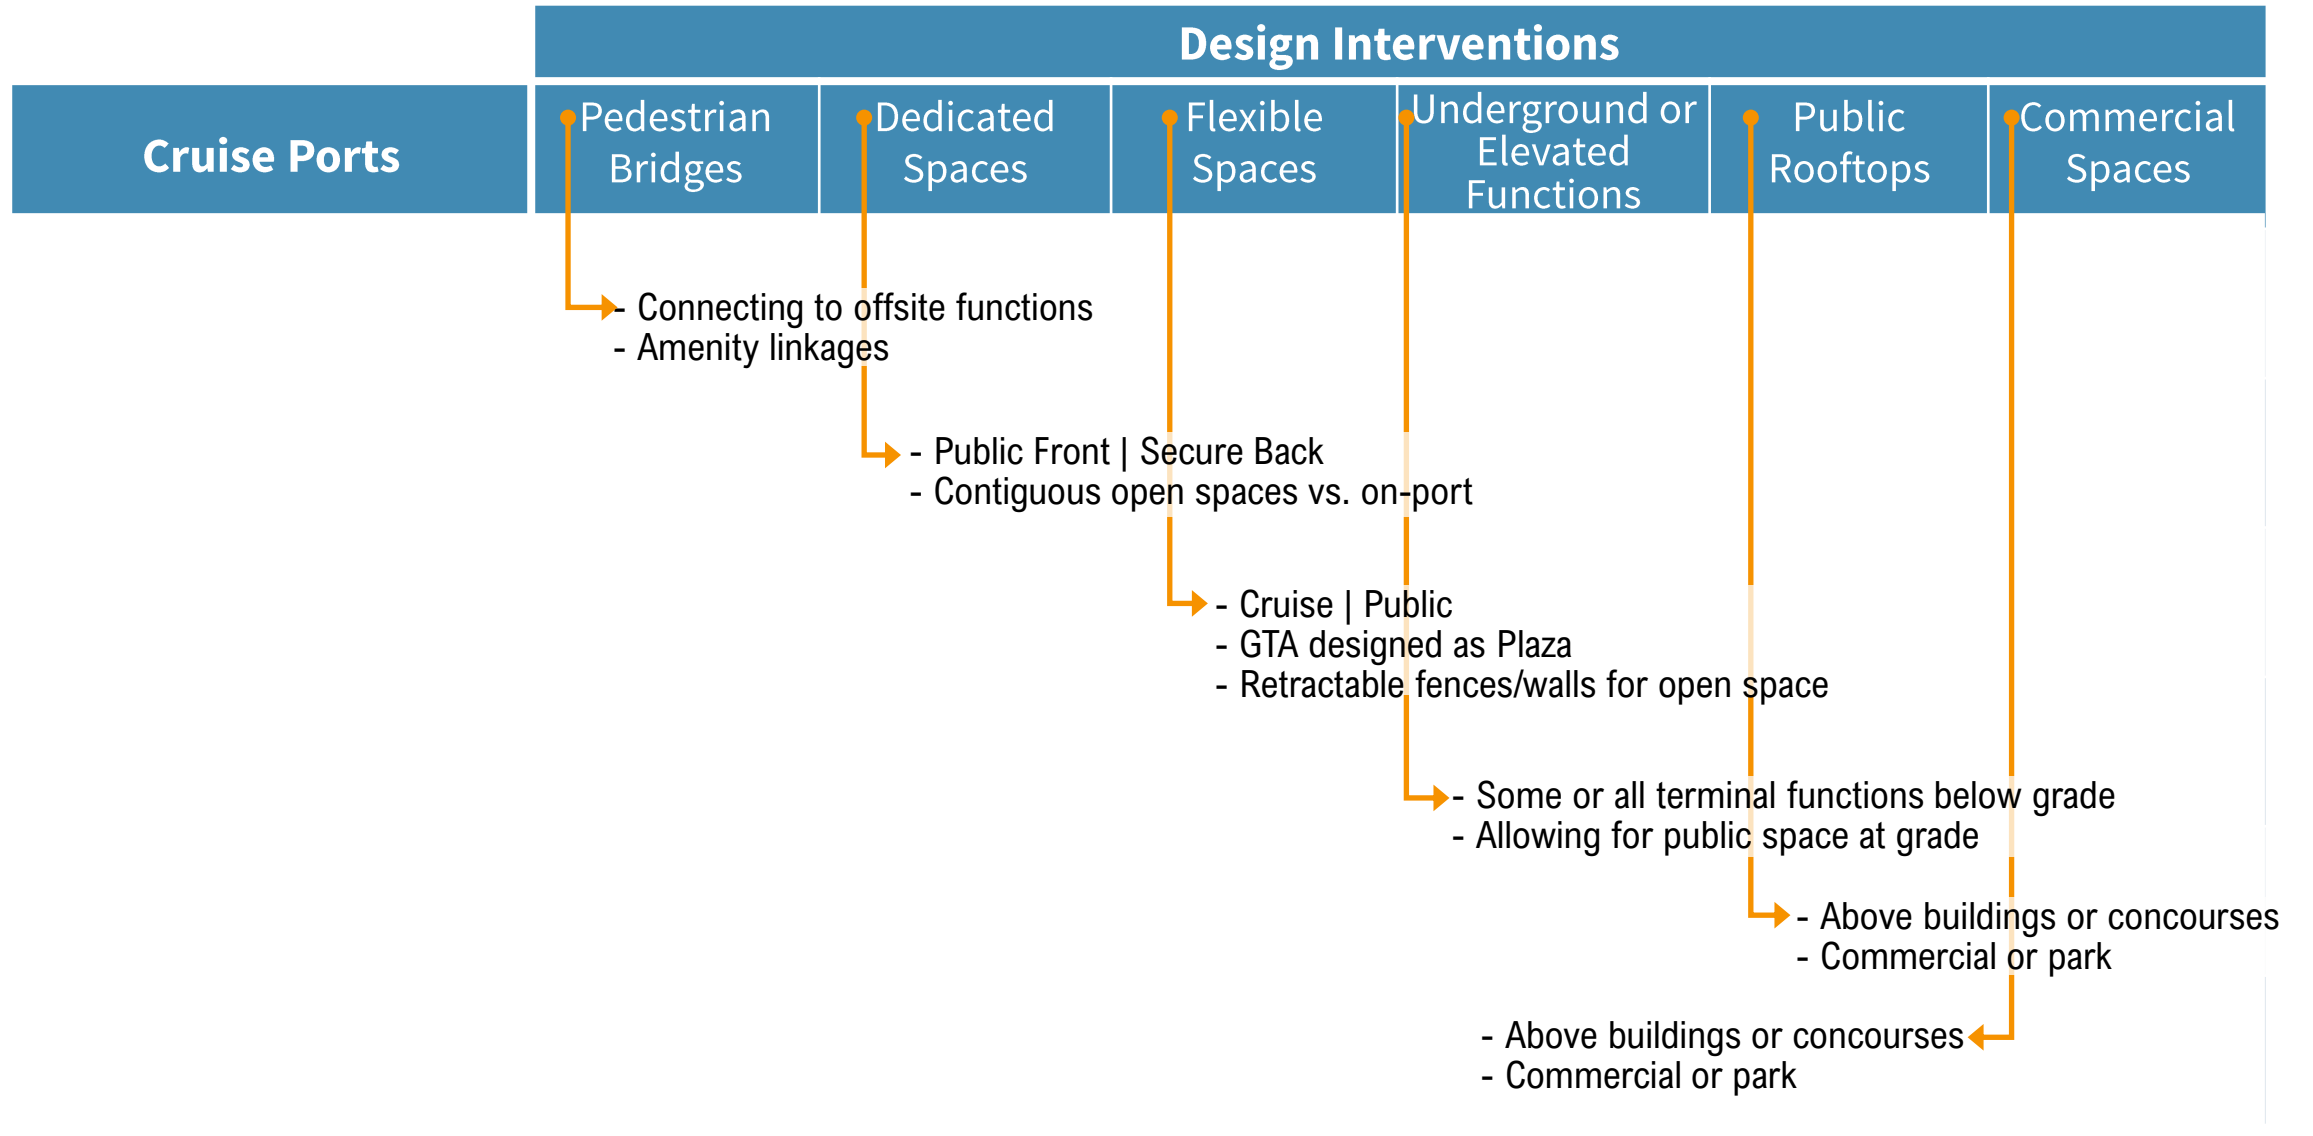 Design Interventions
Cruise Ports
Pedestrian
Bridges
Dedicated
Spaces
Flexible
Spaces
Underground or
Elevated
Functions
Public
Rooftops
Commercial
Spaces
- Connecting to offsite functions
- Amenity linkages
- Public Front | Secure Back
- Contiguous open spaces vs. on-port
- Cruise | Public
- GTA designed as Plaza
- Retractable fences/walls for open space
- Some or all terminal functions below grade
- Allowing for public space at grade
- Above buildings or concourses
- Commercial or park
- Above buildings or concourses
- Commercial or park